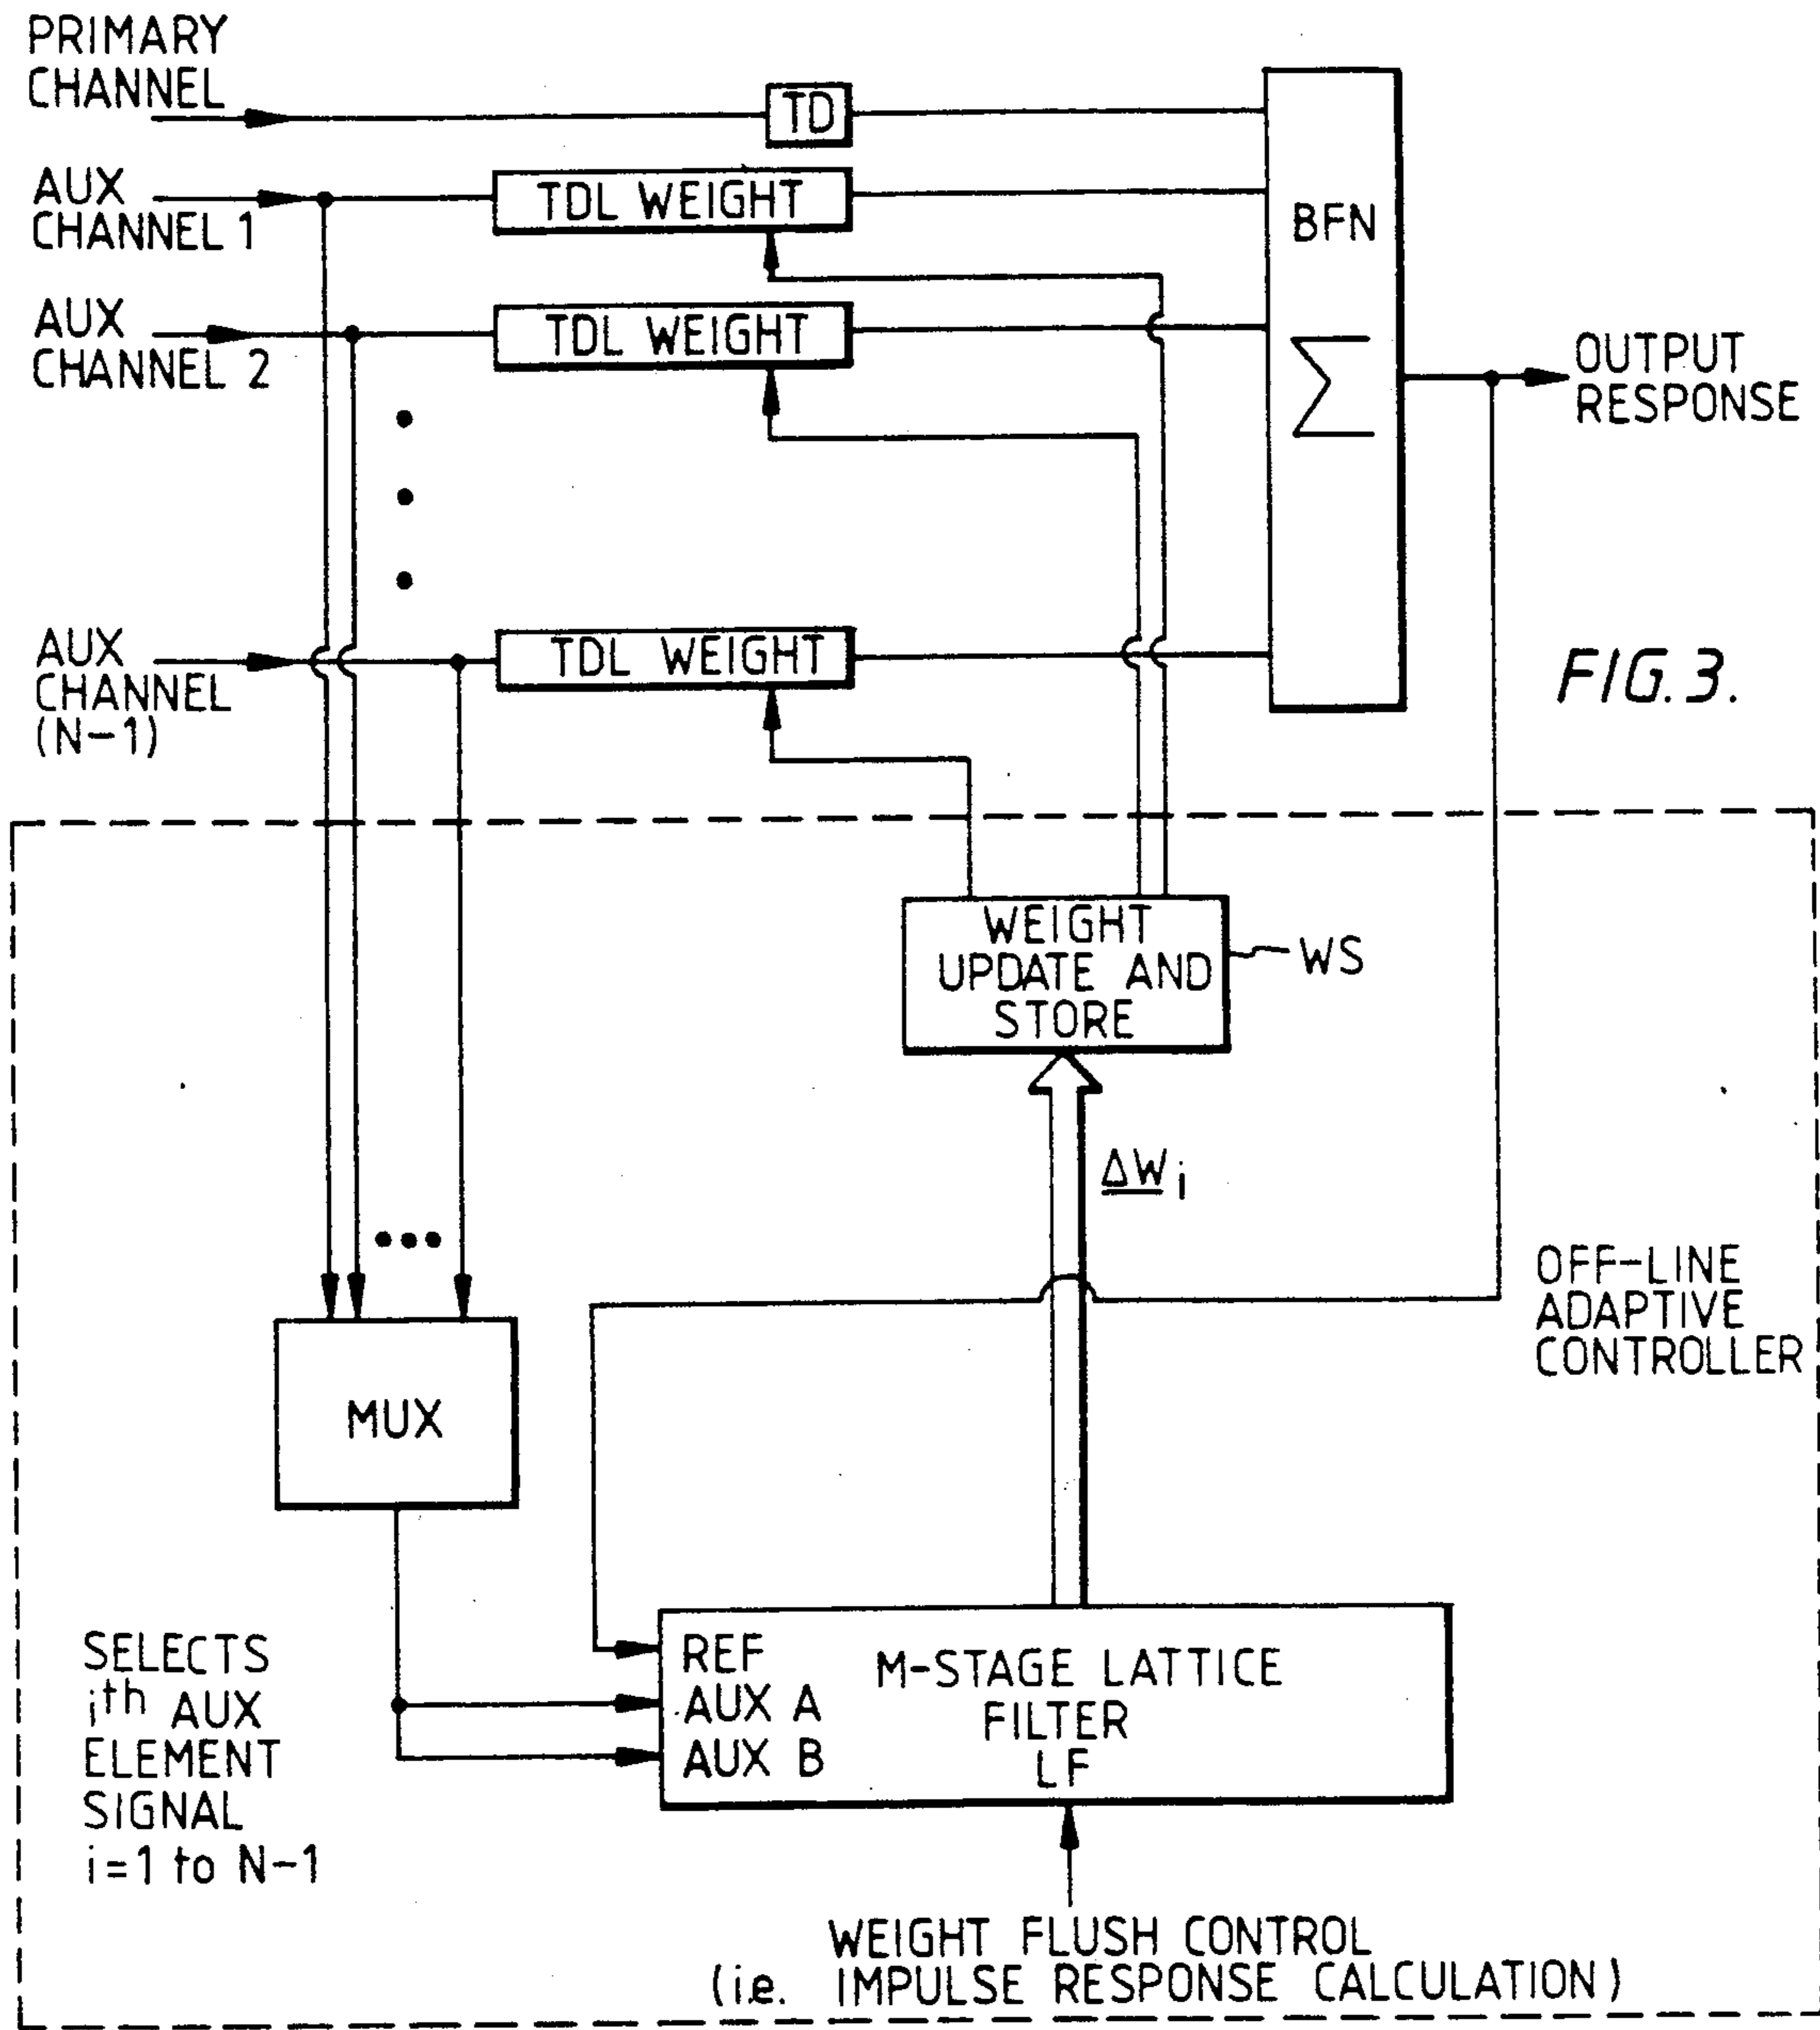 PRIMARY
CHANNEL
TD
AUX
CHANNEL 1
TDL WEIGHT
BFN
AUX
CHANNEL 2
TDL WEIGHT
Σ
OUTPUT
RESPONSE
AUX
CHANNEL
(N-1)
TDL WEIGHT
FIG. 3.
WEIGHT
UPDATE AND
STORE
WS
ΔW i
OFF-LINE
ADAPTIVE
CONTROLLER
MUX
SELECTS
ith AUX
ELEMENT
SIGNAL
i=1 to N-1
REF
AUX A
AUX B
M-STAGE LATTICE
FILTER
LF
WEIGHT FLUSH CONTROL
(i.e. IMPULSE RESPONSE CALCULATION)